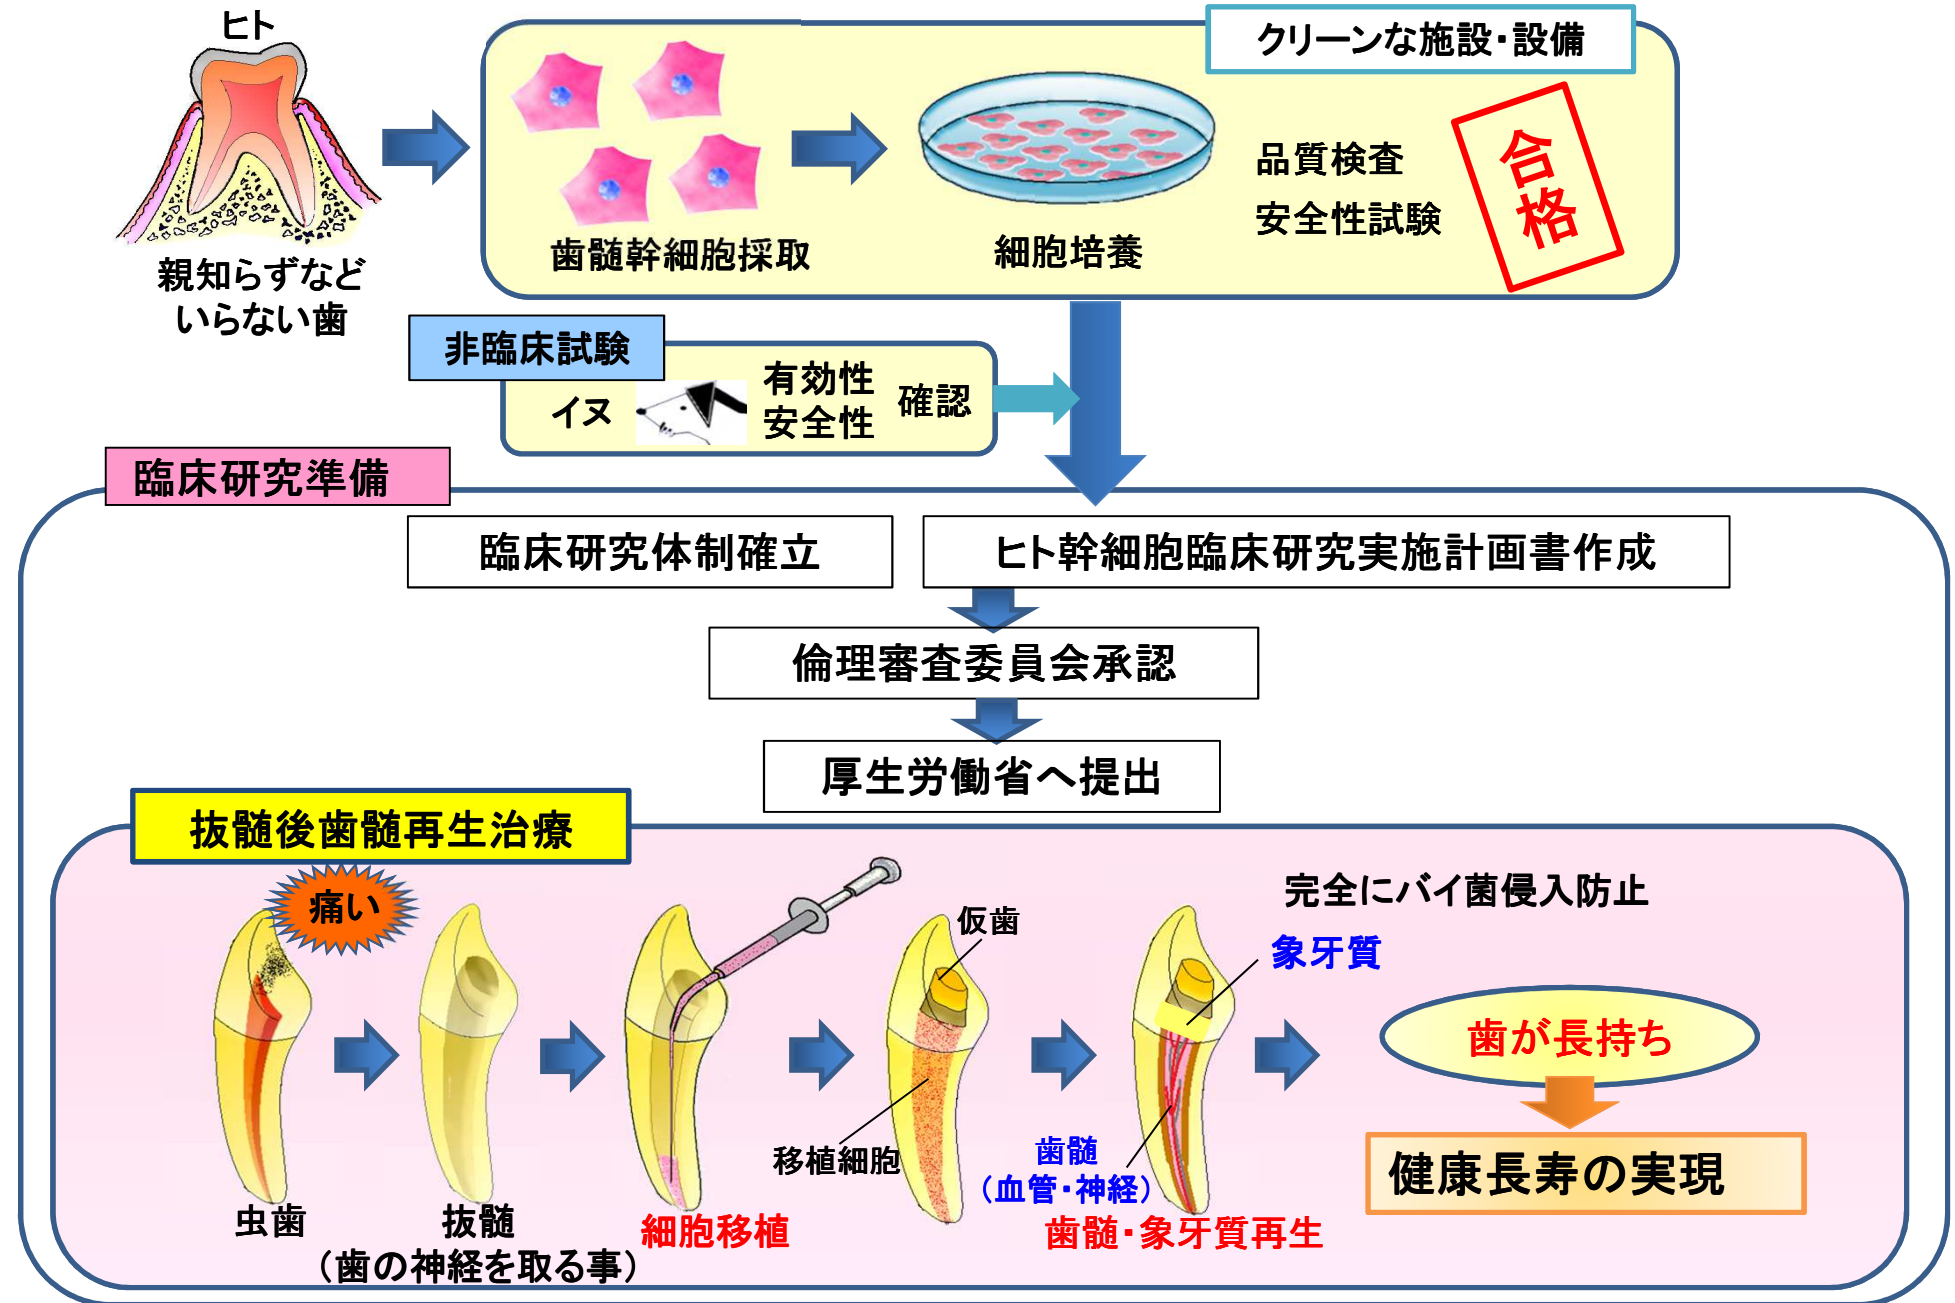 ヒト
親知らずなど
いらない歯
クリーンな施設・設備
歯髄幹細胞採取
細胞培養
品質検査
安全性試験
合格
非臨床試験
イヌ
有効性
安全性
確認
臨床研究準備
臨床研究体制確立
ヒト幹細胞臨床研究実施計画書作成
倫理審査委員会承認
厚生労働省へ提出
抜髄後歯髄再生治療
痛い
虫歯
抜髄
（歯の神経を取る事）
細胞移植
仮歯
移植細胞
完全にバイ菌侵入防止
象牙質
歯髄
（血管・神経）
歯髄・象牙質再生
歯が長持ち
健康長寿の実現